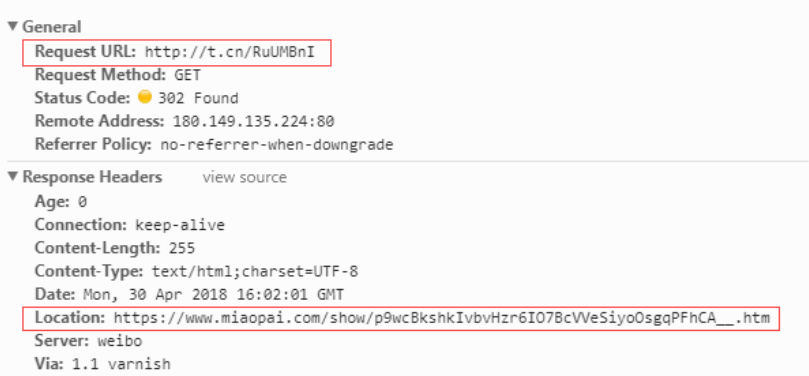 General
Request URL: http://t.cn/RuUMBnI
Request Method: GET
Status Code: 302 Found
Remote Address: 180.149.135.224:80
Referrer Policy: no-referrer-when-downgrade
Response Headers view source
Age: 0
Connection: keep-alive
Content-Length: 255
Content-Type: text/html;charset=UTF-8
Date: Mon, 30 Apr 2018 16:02:01 GMT
Location: https://www.miaopai.com/show/p9wcBkshkIvbvHzr6IO7BcVVeSiyoOsgqPFhCA__.htm
Server: weibo
Via: 1.1 varnish